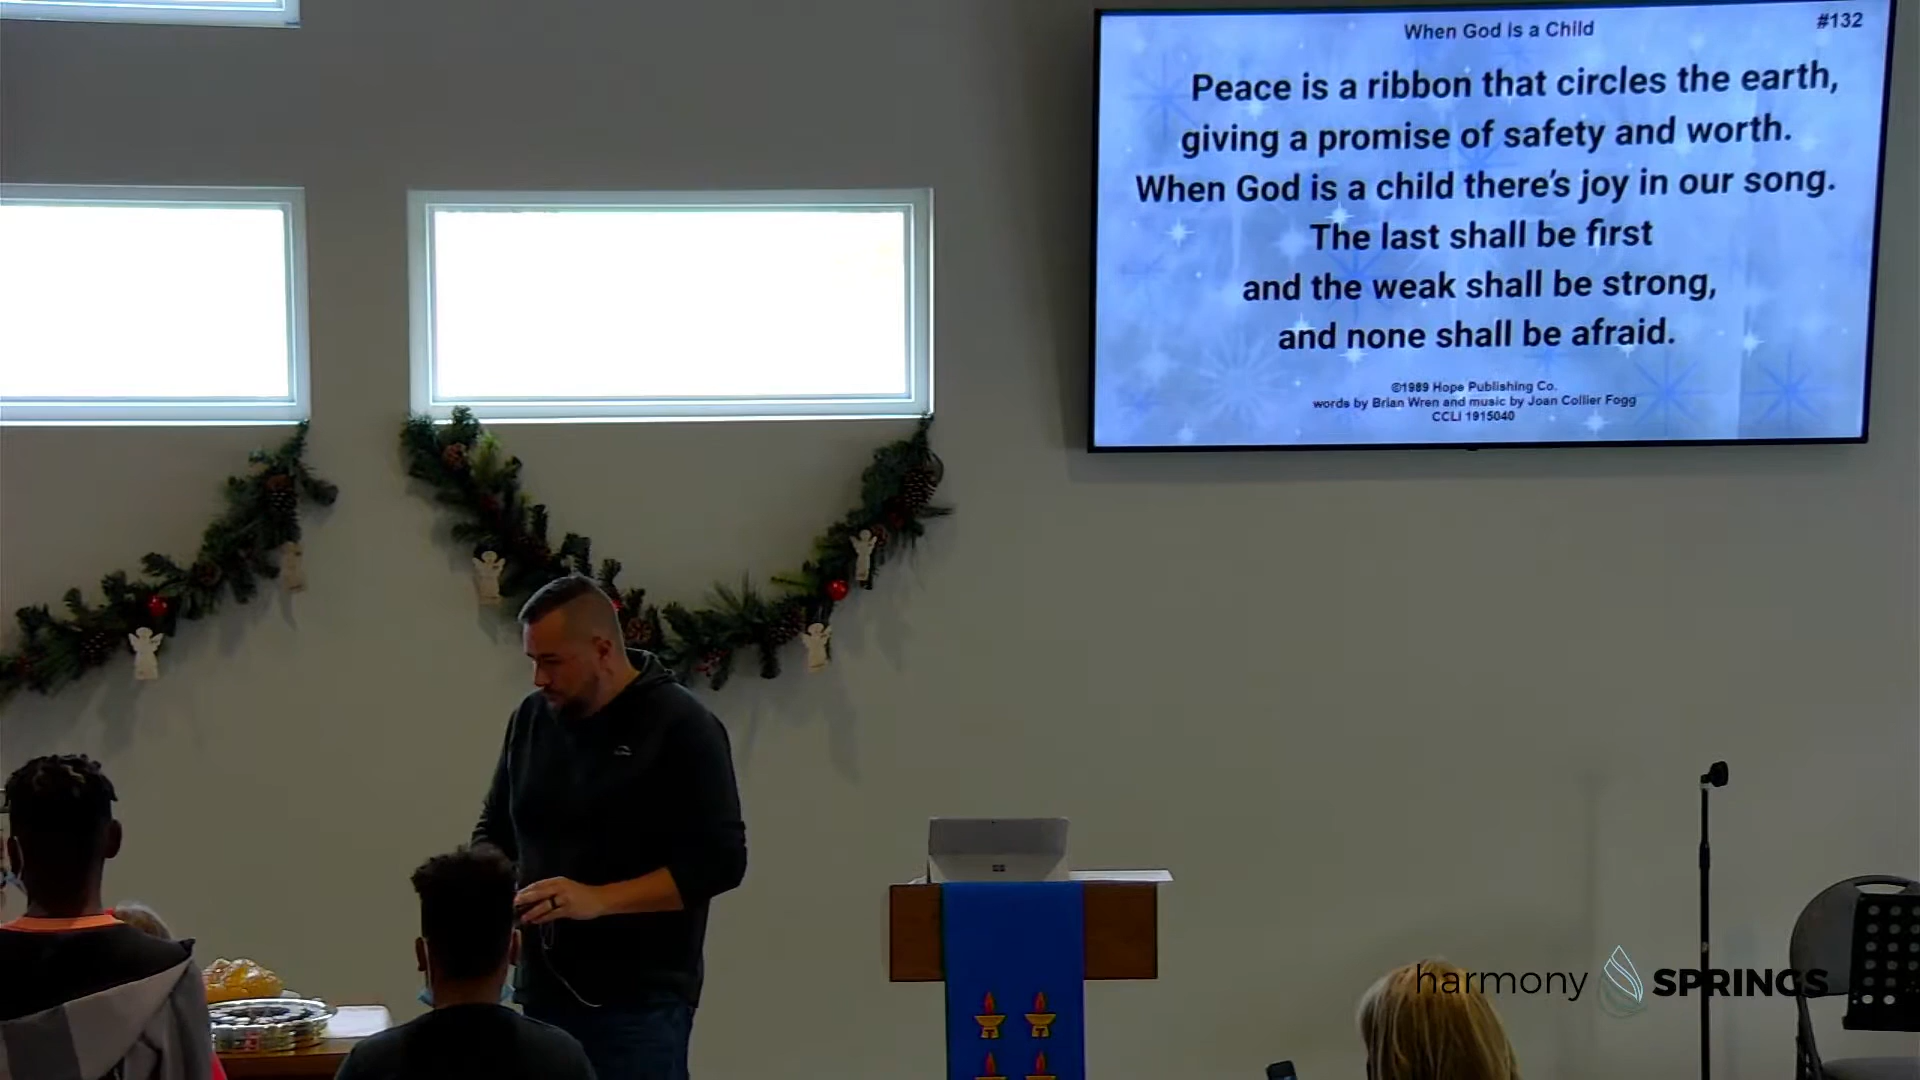 When God is a Child
#132
Peace is a ribbon that circles the earth,
giving a promise of safety and worth.
When God is a child there's joy in our song.
The last shall be first
and the weak shall be strong,
and none shall be afraid.
©1989 Hope Publishing Co.
words by Brian Wren and music by Joan Collier Fogg
CCLI 1915040
harmony SPRINGS